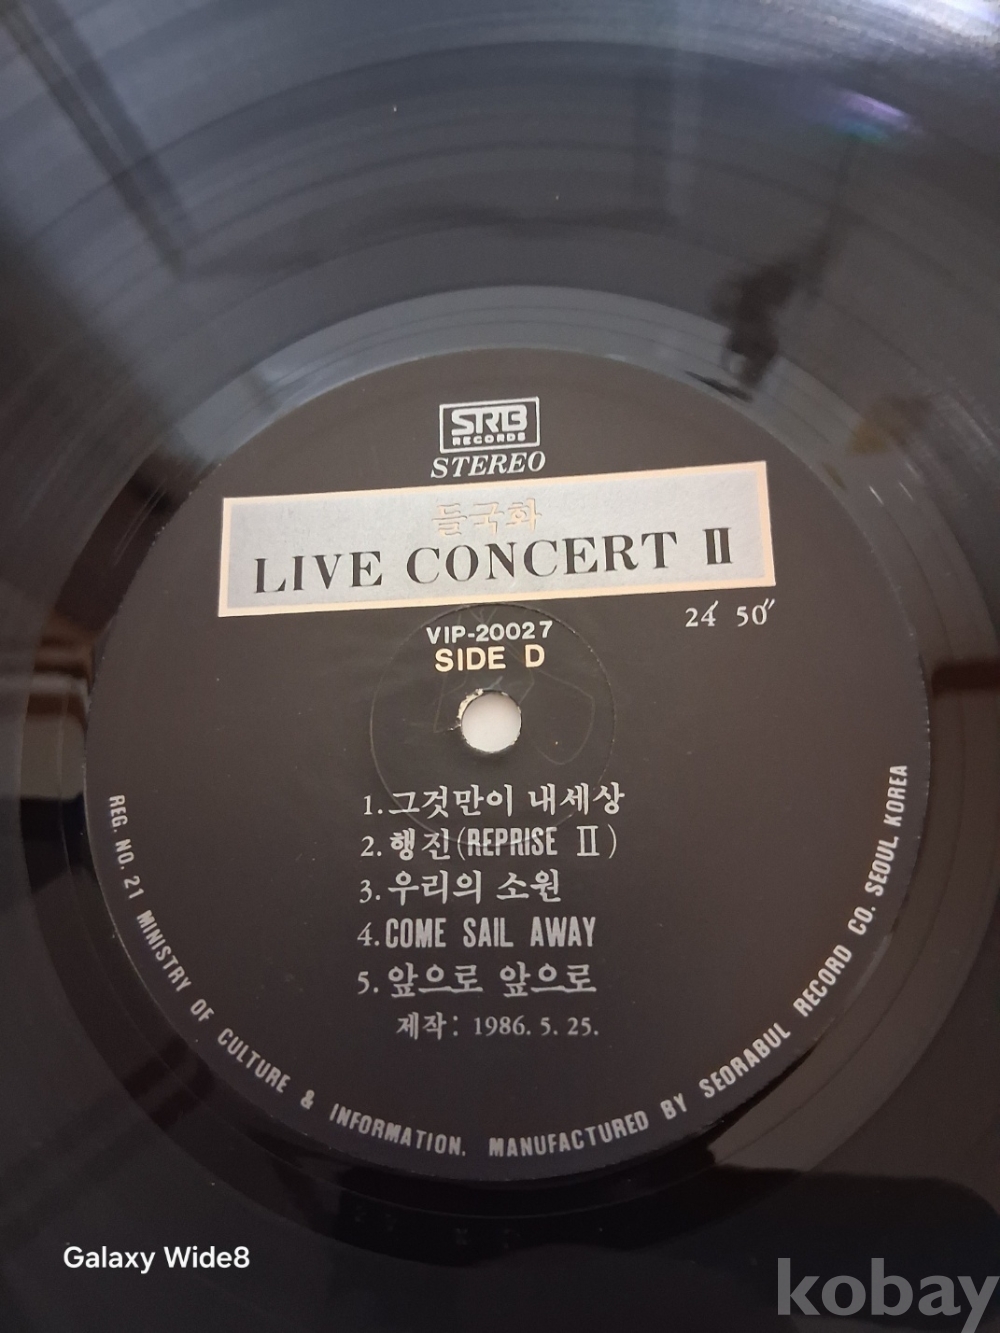 SRB
RECORDS
STEREO
들국화
LIVE CONCERT Ⅱ
24′ 50″
VIP-20027
SIDE D
1. 그것만이 내세상
2. 행진(REPRISE Ⅱ)
3. 우리의 소원
4. COME SAIL AWAY
5. 앞으로 앞으로
제작: 1986. 5. 25.
REG. NO. 21 MINISTRY OF CULTURE & INFORMATION. MANUFACTURED BY SEORABUL RECORD CO. SEOUL KOREA
Galaxy Wide8
kobay